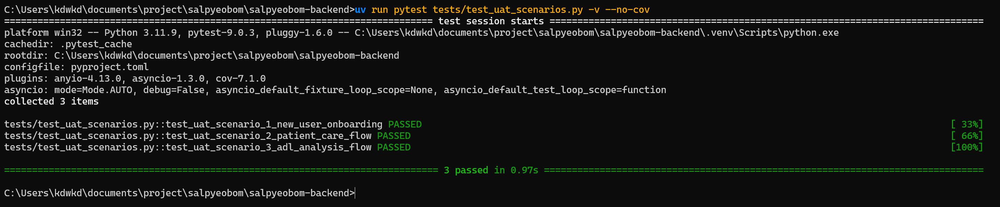 C:\Users\kdwkd\documents\project\salpyeobom\salpyeobom-backend>uv run pytest tests/test_uat_scenarios.py -v --no-cov
============================================================================= test session starts ==============================================================================
platform win32 -- Python 3.11.9, pytest-9.0.3, pluggy-1.6.0 -- C:\Users\kdwkd\documents\project\salpyeobom\salpyeobom-backend\.venv\Scripts\python.exe
cachedir: .pytest_cache
rootdir: C:\Users\kdwkd\documents\project\salpyeobom\salpyeobom-backend
configfile: pyproject.toml
plugins: anyio-4.13.0, asyncio-1.3.0, cov-7.1.0
asyncio: mode=Mode.AUTO, debug=False, asyncio_default_fixture_loop_scope=None, asyncio_default_test_loop_scope=function
collected 3 items
tests/test_uat_scenarios.py::test_uat_scenario_1_new_user_onboarding PASSED [ 33%]
tests/test_uat_scenarios.py::test_uat_scenario_2_patient_care_flow PASSED [ 66%]
tests/test_uat_scenarios.py::test_uat_scenario_3_adl_analysis_flow PASSED [100%]
============================================================================== 3 passed in 0.97s ===============================================================================
C:\Users\kdwkd\documents\project\salpyeobom\salpyeobom-backend>